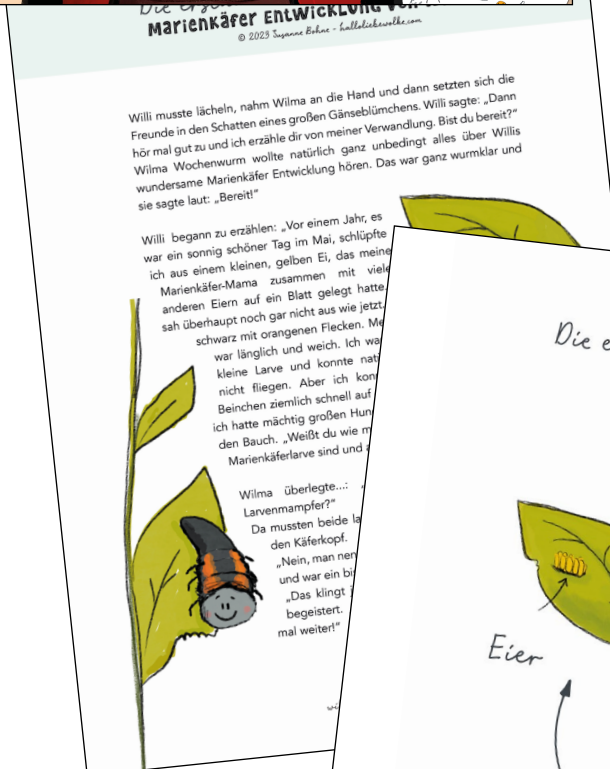 Die
Marienkäfer Entwicklung von
© 2023 Susanne Bohne - halloliebewolke.com
Willi musste lächeln, nahm Wilma an die Hand und dann setzten sich die
Freunde in den Schatten eines großen Gänseblümchens. Willi sagte: „Dann
hör mal gut zu und ich erzähle dir von meiner Verwandlung. Bist du bereit?“
Wilma Wochenwurm wollte natürlich ganz unbedingt alles über Willis
wundersame Marienkäfer Entwicklung hören. Das war ganz wurmklar und
sie sagte laut: „Bereit!“
Willi begann zu erzählen: „Vor einem Jahr, es
war ein sonnig schöner Tag im Mai, schlüpfte
ich aus einem kleinen, gelben Ei, das meine
Marienkäfer-Mama zusammen mit viele
anderen Eiern auf ein Blatt gelegt hatte.
sah überhaupt noch gar nicht aus wie jetzt,
schwarz mit orangenen Flecken. Me
war länglich und weich. Ich wa
kleine Larve und konnte nat
nicht fliegen. Aber ich kon
Beinchen ziemlich schnell auf
ich hatte mächtig großen Hun
den Bauch. „Weißt du wie m
Marienkäferlarve sind und
Wilma überlegte...:
Larvenmampfer?“
Da mussten beide la
den Käferkopf.
„Nein, man nen
und war ein bi
„Das klingt
begeistert.
mal weiter!“
Die e
Eier